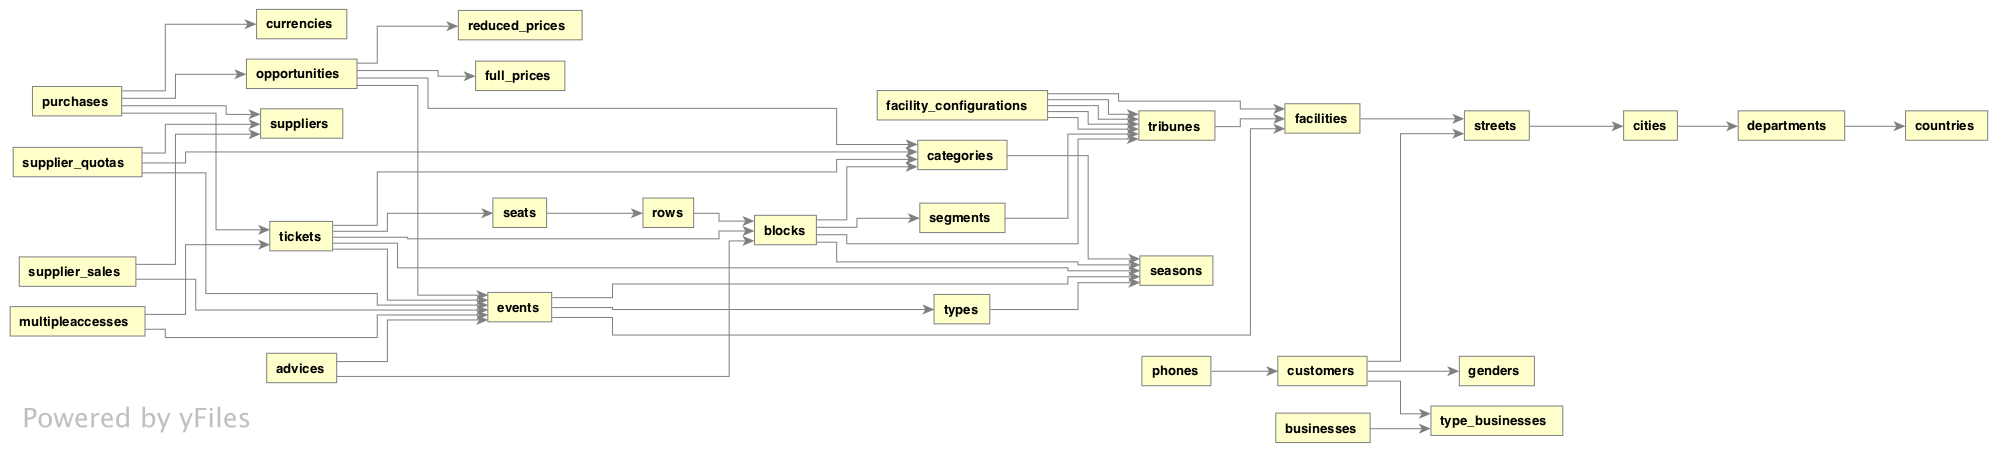 currencies
reduced_prices
opportunities
full_prices
purchases
suppliers
facility_configurations
tribunes
facilities
streets
cities
departments
countries
supplier_quotas
categories
seats
rows
blocks
segments
tickets
supplier_sales
seasons
multipleaccesses
events
types
advices
phones
customers
genders
businesses
type_businesses
Powered by yFiles